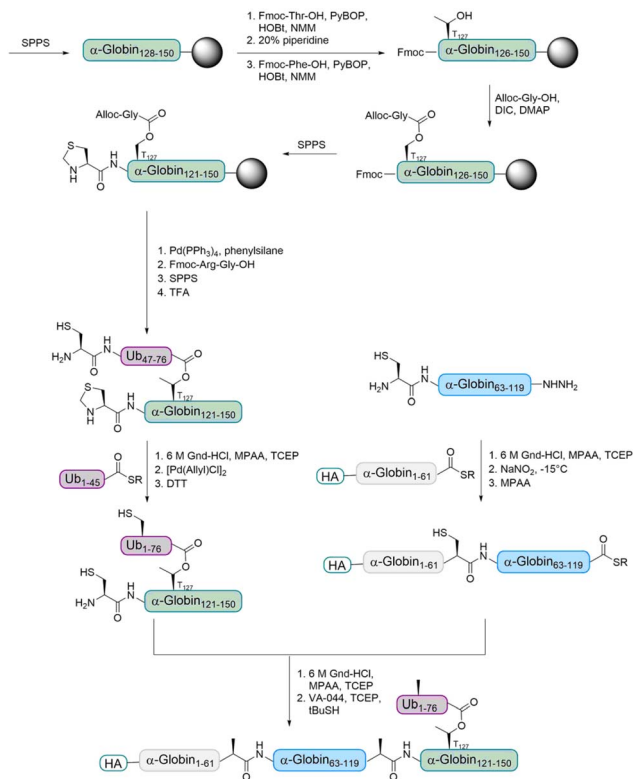 SPPS
α-Globin128-150
1. Fmoc-Thr-OH, PyBOP,
HOBt, NMM
2. 20% piperidine
3. Fmoc-Phe-OH, PyBOP,
HOBt, NMM
OH
T127
Fmoc
α-Globin126-150
Alloc-Gly-OH,
DIC, DMAP
Alloc-Gly
O
O
T127
Fmoc
α-Globin126-150
SPPS
Alloc-Gly
O
O
S
N
H
O
H
N
T127
α-Globin121-150
1. Pd(PPh3)4, phenylsilane
2. Fmoc-Arg-Gly-OH
3. SPPS
4. TFA
HS
H2N
O
H
N
Ub47-76
O
O
S
N
H
O
H
N
T127
α-Globin121-150
HS
H2N
O
H
N
α-Globin63-119
NHNH2
Ub1-45
O
SR
1. 6 M Gnd-HCl, MPAA, TCEP
2. [Pd(Allyl)Cl]2
3. DTT
HA
α-Globin1-61
O
SR
1. 6 M Gnd-HCl, MPAA, TCEP
2. NaNO2, -15°C
3. MPAA
HS
Ub1-76
O
O
HS
H2N
O
H
N
T127
α-Globin121-150
HA
α-Globin1-61
HS
O
H
N
α-Globin63-119
O
SR
1. 6 M Gnd-HCl,
MPAA, TCEP
2. VA-044, TCEP,
tBuSH
Ub1-76
O
O
HA
α-Globin1-61
O
H
N
α-Globin63-119
O
H
N
T127
α-Globin121-150